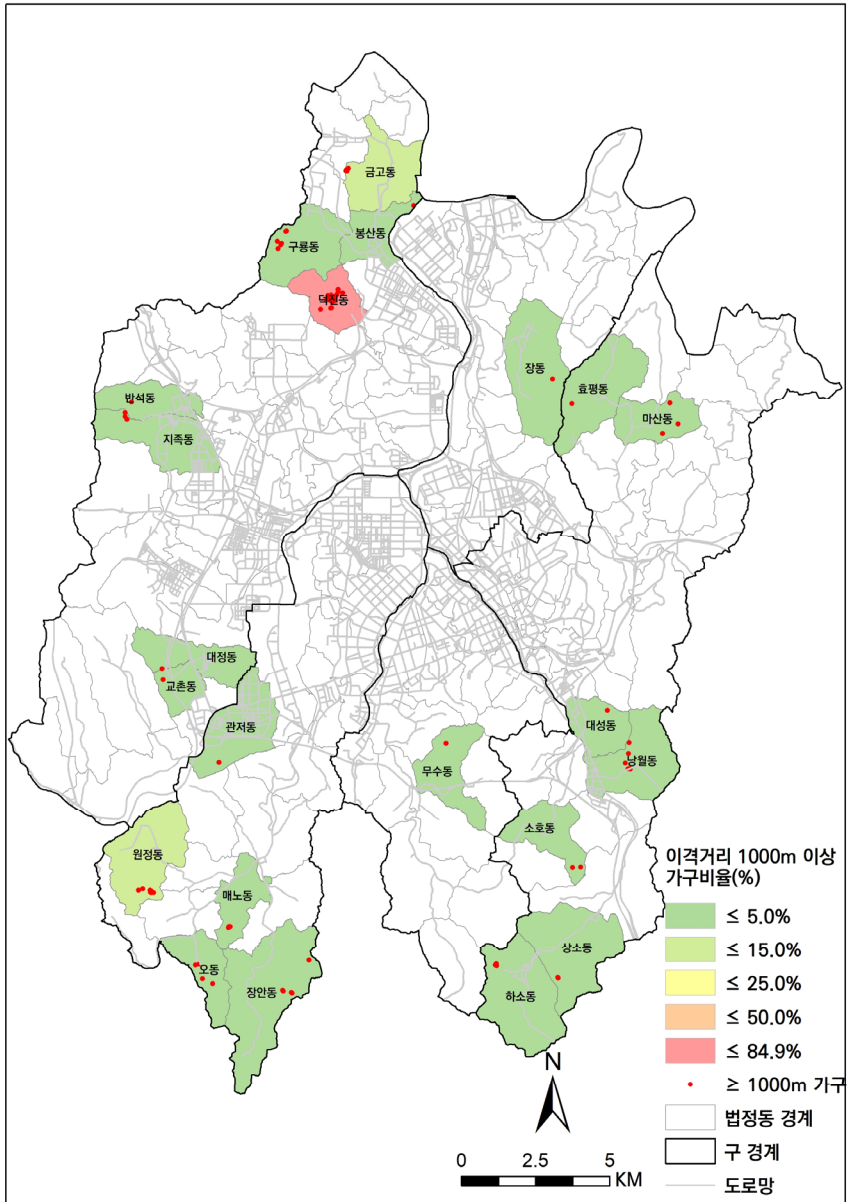 금고동
봉산동
구룡동
덕진동
장동
효평동
마산동
반석동
지족동
대정동
교촌동
관저동
대성동
낭월동
무수동
소호동
원정동
매노동
오동
장안동
상소동
하소동
이격거리 1000m 이상
가구비율(%)
≤ 5.0%
≤ 15.0%
≤ 25.0%
≤ 50.0%
≤ 84.9%
≥ 1000m 가구
법정동 경계
구 경계
도로망
N
0 2.5 5
KM